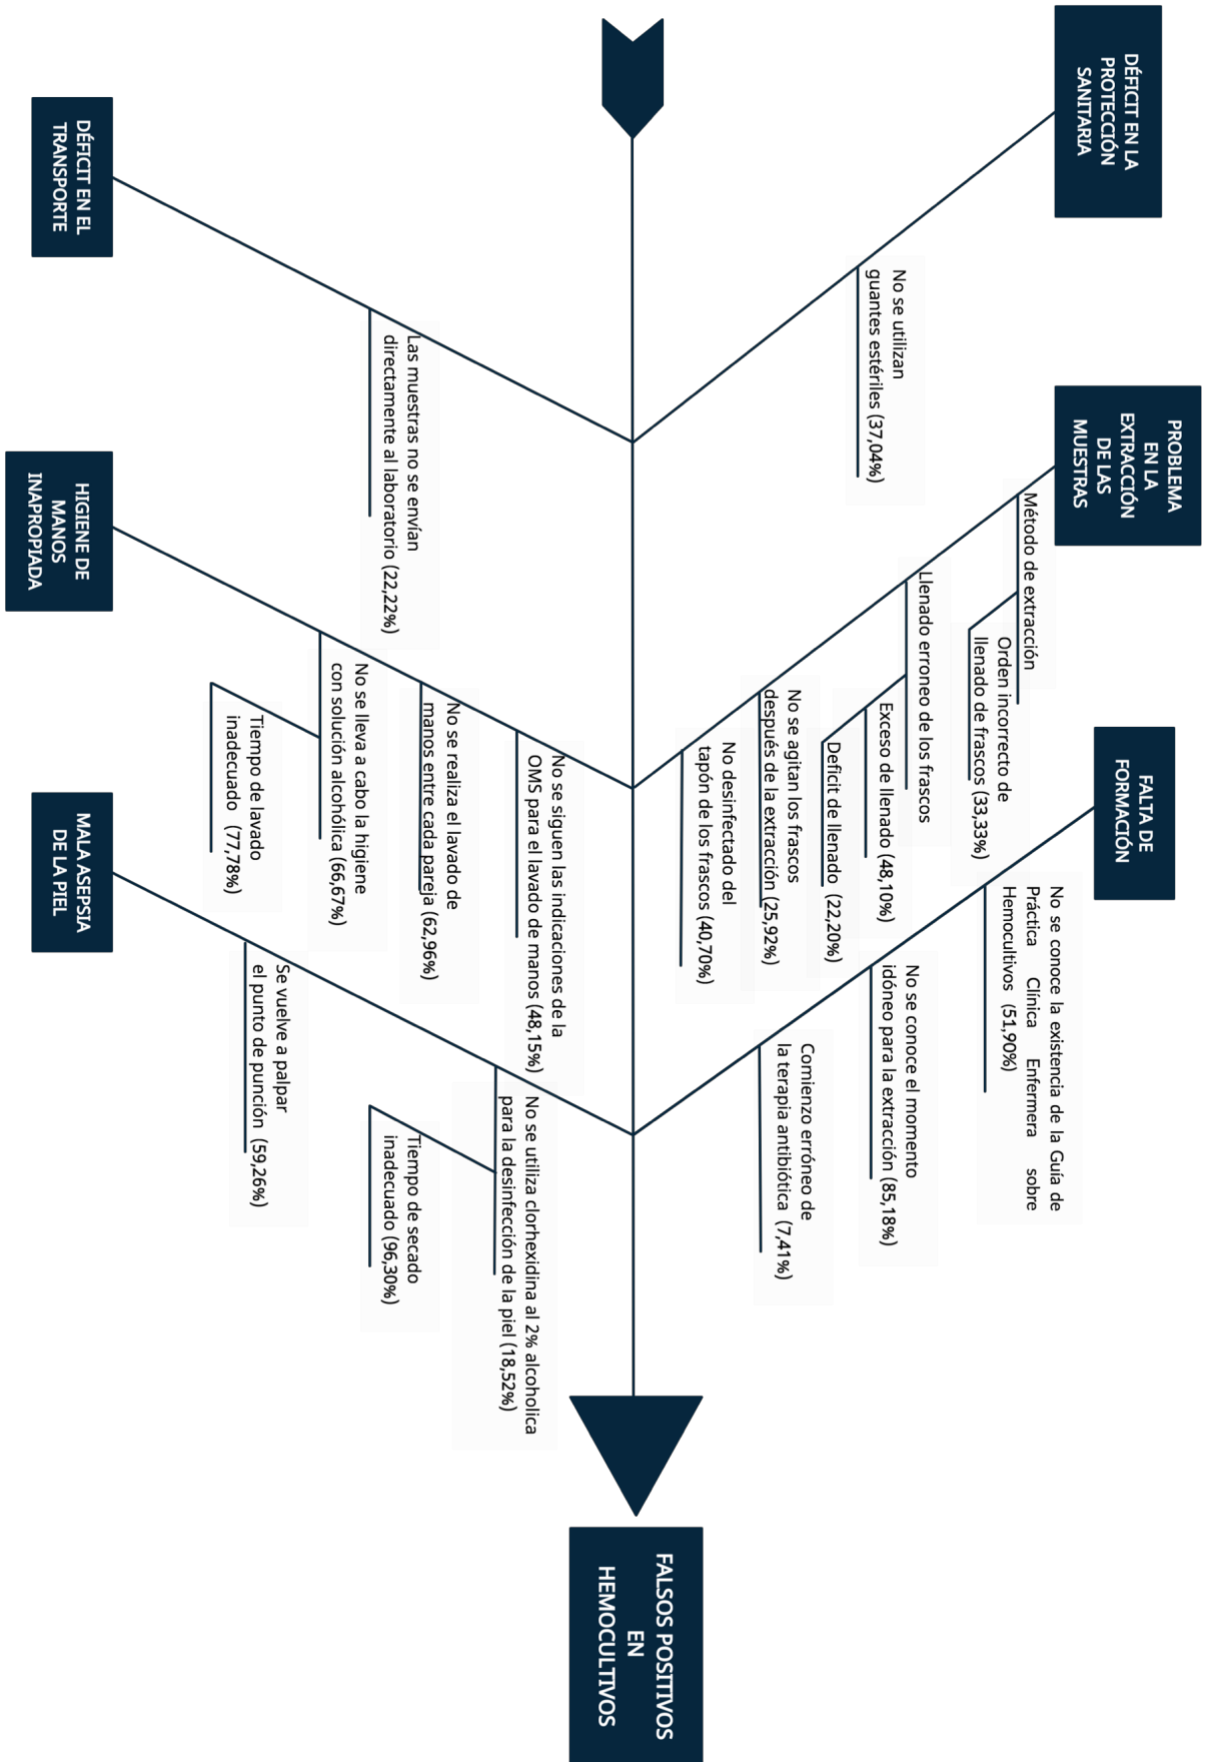 DÉFICIT EN LA
PROTECCIÓN
SANITARIA
No se utilizan
guantes estériles (37,04%)
PROBLEMA
EN LA
EXTRACCIÓN
DE LAS
MUESTRAS
Método de extracción
Orden incorrecto de
llenado de frascos (33,33%)
Llenado erroneo de los frascos
Exceso de llenado (48,10%)
Deficit de llenado (22,20%)
No se agitan los frascos
después de la extracción (25,92%)
No desinfectado del
tapón de los frascos (40,70%)
FALTA DE
FORMACIÓN
No se conoce la existencia de la Guía de
Práctica Clínica Enfermera sobre
Hemocultivos (51,90%)
No se conoce el momento
idóneo para la extracción (85,18%)
Comienzo erróneo de
la terapia antibiótica (7,41%)
DÉFICIT EN EL
TRANSPORTE
Las muestras no se envían
directamente al laboratorio (22,22%)
HIGIENE DE
MANOS
INAPROPIADA
No se siguen las indicaciones de la
OMS para el lavado de manos (48,15%)
No se realiza el lavado de
manos entre cada pareja (62,96%)
No se lleva a cabo la higiene
con solución alcohólica (66,67%)
Tiempo de lavado
inadecuado (77,78%)
MALA ASEPSIA
DE LA PIEL
No se utiliza clorhexidina al 2% alcoholica
para la desinfección de la piel (18,52%)
Tiempo de secado
inadecuado (96,30%)
Se vuelve a palpar
el punto de punción (59,26%)
FALSOS POSITIVOS
EN
HEMOCULTIVOS